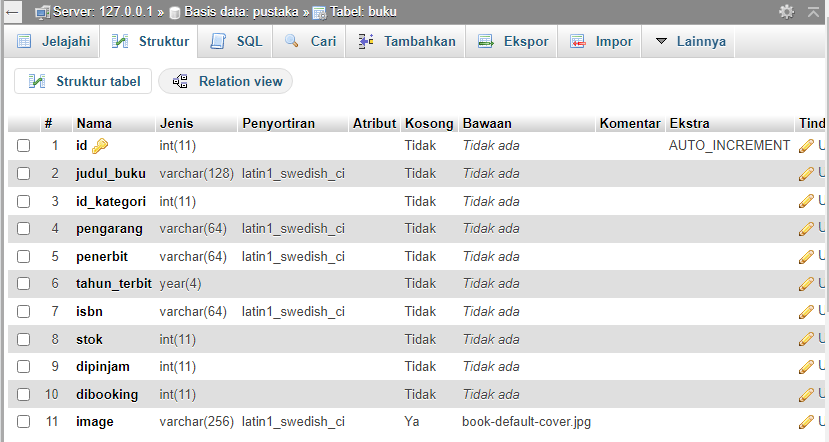 Server: 127.0.0.1 » Basis data: pustaka » Tabel: buku
Jelajahi Struktur SQL Cari Tambahkan Ekspor Impor Lainnya
Struktur tabel Relation view
# Nama Jenis Penyortiran Atribut Kosong Bawaan Komentar Ekstra Tind
1 id int(11) Tidak Tidak ada AUTO_INCREMENT U
2 judul_buku varchar(128) latin1_swedish_ci Tidak Tidak ada U
3 id_kategori int(11) Tidak Tidak ada U
4 pengarang varchar(64) latin1_swedish_ci Tidak Tidak ada U
5 penerbit varchar(64) latin1_swedish_ci Tidak Tidak ada U
6 tahun_terbit year(4) Tidak Tidak ada U
7 isbn varchar(64) latin1_swedish_ci Tidak Tidak ada U
8 stok int(11) Tidak Tidak ada U
9 dipinjam int(11) Tidak Tidak ada U
10 dibooking int(11) Tidak Tidak ada U
11 image varchar(256) latin1_swedish_ci Ya book-default-cover.jpg U